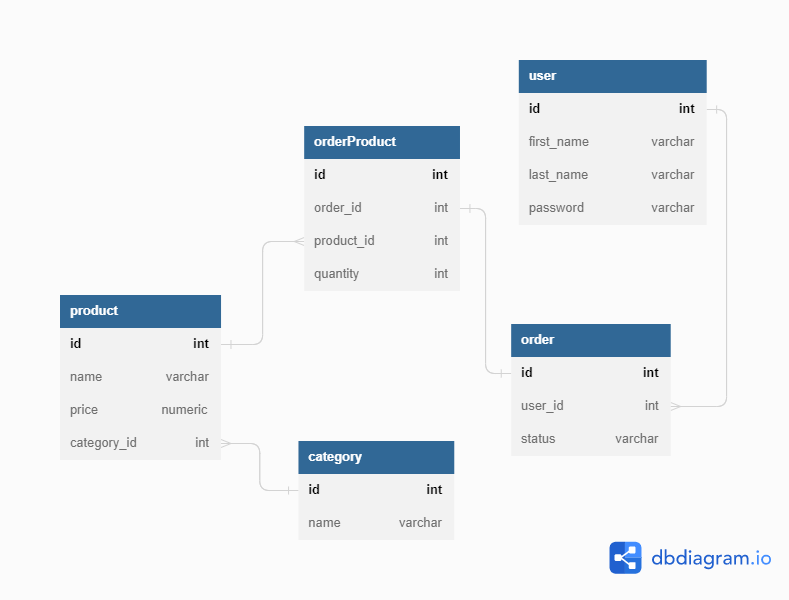 user
id int
first_name varchar
last_name varchar
password varchar
orderProduct
id int
order_id int
product_id int
quantity int
product
id int
name varchar
price numeric
category_id int
order
id int
user_id int
status varchar
category
id int
name varchar
dbdiagram.io